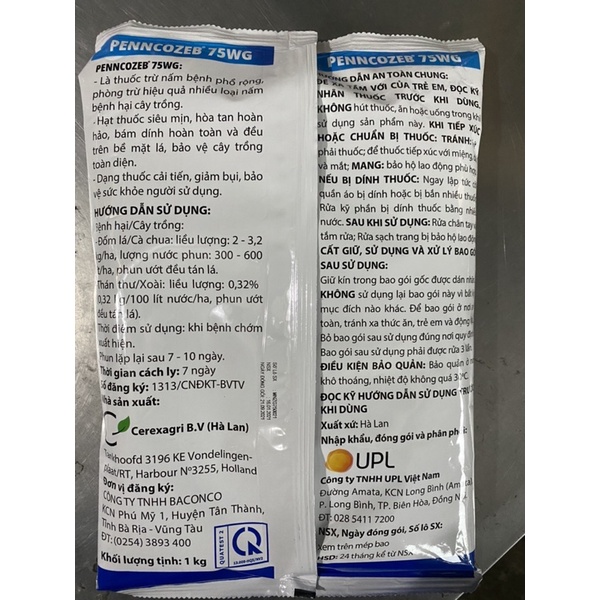 PENNCOZEB® 75WG
PENNCOZEB® 75WG:
- Là thuốc trừ nấm bệnh phổ rộng,
phòng trừ hiệu quả nhiều loại nấm
bệnh hại cây trồng.
- Hạt thuốc siêu mịn, hòa tan hoàn
hảo, bám dính hoàn toàn và đều
trên bề mặt lá, bảo vệ cây trồng
toàn diện.
- Dạng thuốc cải tiến, giảm bụi, bảo
vệ sức khỏe người sử dụng.
HƯỚNG DẪN SỬ DỤNG:
Bệnh hại/Cây trồng:
Đốm lá/Cà chua: liều lượng: 2 - 3,2
g/ha, lượng nước phun: 300 - 600
t/ha, phun ướt đều tán lá.
Thán thư/Xoài: liều lượng: 0,32%
0,32 kg/100 lít nước/ha, phun ướt
đều tán lá).
Thời điểm sử dụng: khi bệnh chớm
xuất hiện.
Phun lặp lại sau 7 - 10 ngày.
Thời gian cách ly: 7 ngày
Số đăng ký: 1313/CNĐKT-BVTV
Nhà sản xuất:
Cerexagri B.V (Hà Lan)
Tankhoofd 3196 KE Vondelingen-
plaat/RT, Harbour N°3255, Holland
Đơn vị đăng ký:
CÔNG TY TNHH BACONCO
KCN Phú Mỹ 1, Huyện Tân Thành,
Tỉnh Bà Rịa - Vũng Tàu
ĐT: (0254) 3893 400
Khối lượng tịnh: 1 kg
QUATEST 2
SỐ LÔ SX
NSX
NGÀY ĐÓNG GÓI
PENNCOZEB® 75WG
HƯỚNG DẪN AN TOÀN CHUNG:
ĐỂ XA TẦM VỚI CỦA TRẺ EM, ĐỌC KỸ
NHÃN THUỐC TRƯỚC KHI DÙNG,
KHÔNG hút thuốc, ăn hoặc uống trong khi
sử dụng sản phẩm này. KHI TIẾP XÚC
HOẶC CHUẨN BỊ THUỐC: TRÁNH:
phải thuốc; để thuốc tiếp xúc với miệng, da
và mắt; MANG: bảo hộ lao động phù hợp
NẾU BỊ DÍNH THUỐC: Ngay lập tức c
quần áo bị dính hoặc bị bắn nhiều thuốc
Rửa kỹ phần bị dính thuốc bằng nhiều
nước. SAU KHI SỬ DỤNG: Rửa chân tay v
tắm rửa; Rửa sạch trang bị bảo hộ lao động
CẤT GIỮ, SỬ DỤNG VÀ XỬ LÝ BAO GÓ
SAU SỬ DỤNG:
Giữ kín trong bao gói gốc được dán nhãn
KHÔNG sử dụng lại bao gói này vì bất k
mục đích nào khác. Để bao gói ở nơi
toàn, tránh xa thức ăn, trẻ em và động
Bỏ bao gói sau sử dụng đúng nơi quy định
Bao gói sau sử dụng phải được rửa 3 lần
ĐIỀU KIỆN BẢO QUẢN: Bảo quản ở n
khô thoáng, nhiệt độ không quá 30°C.
ĐỌC KỸ HƯỚNG DẪN SỬ DỤNG TRƯỚC
KHI DÙNG
Xuất xứ: Hà Lan
Nhập khẩu, đóng gói và phân phối:
UPL
Công ty TNHH UPL Việt Nam
Đường Amata, KCN Long Bình (Amata)
P. Long Bình, TP. Biên Hòa, Đồng N
ĐT: 028 5411 7200
NSX, Ngày đóng gói, Số lô SX:
Xem trên mép bao
HSD: 24 tháng kể từ NSX